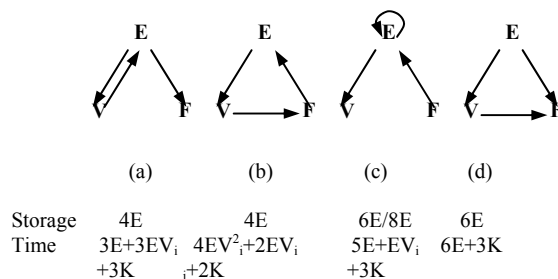 E E E E
V F V F V F V F
(a) (b) (c) (d)
Storage 4E 4E 6E/8E 6E
Time 3E+3EVi 4EV²i+2EVi 5E+EVi 6E+3K
+3K i+2K +3K